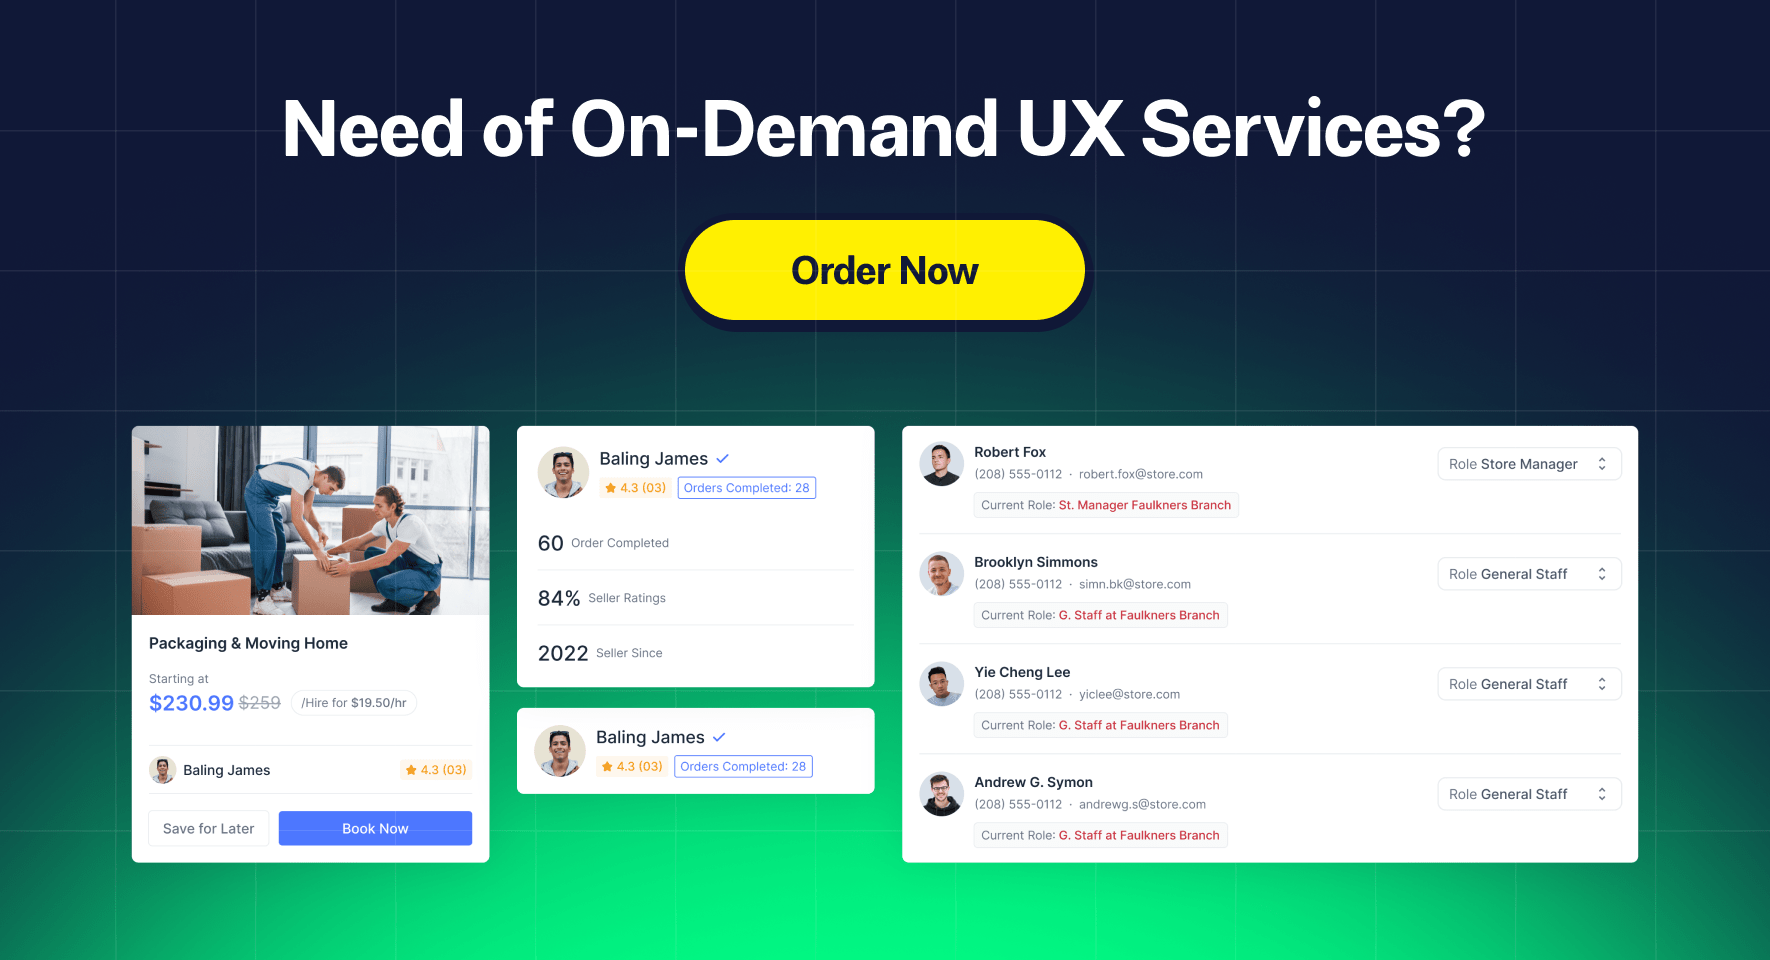 Need of On-Demand UX Services?
Order Now
Packaging & Moving Home
Starting at
$230.99 $259 /Hire for $19.50/hr
Baling James 4.3 (03)
Save for Later Book Now
Baling James
4.3 (03) Orders Completed: 28
60 Order Completed
84% Seller Ratings
2022 Seller Since
Baling James
4.3 (03) Orders Completed: 28
Robert Fox
(208) 555-0112 · robert.fox@store.com
Current Role: St. Manager Faulkners Branch
Role Store Manager
Brooklyn Simmons
(208) 555-0112 · simn.bk@store.com
Current Role: G. Staff at Faulkners Branch
Role General Staff
Yie Cheng Lee
(208) 555-0112 · yiclee@store.com
Current Role: G. Staff at Faulkners Branch
Role General Staff
Andrew G. Symon
(208) 555-0112 · andrewg.s@store.com
Current Role: G. Staff at Faulkners Branch
Role General Staff